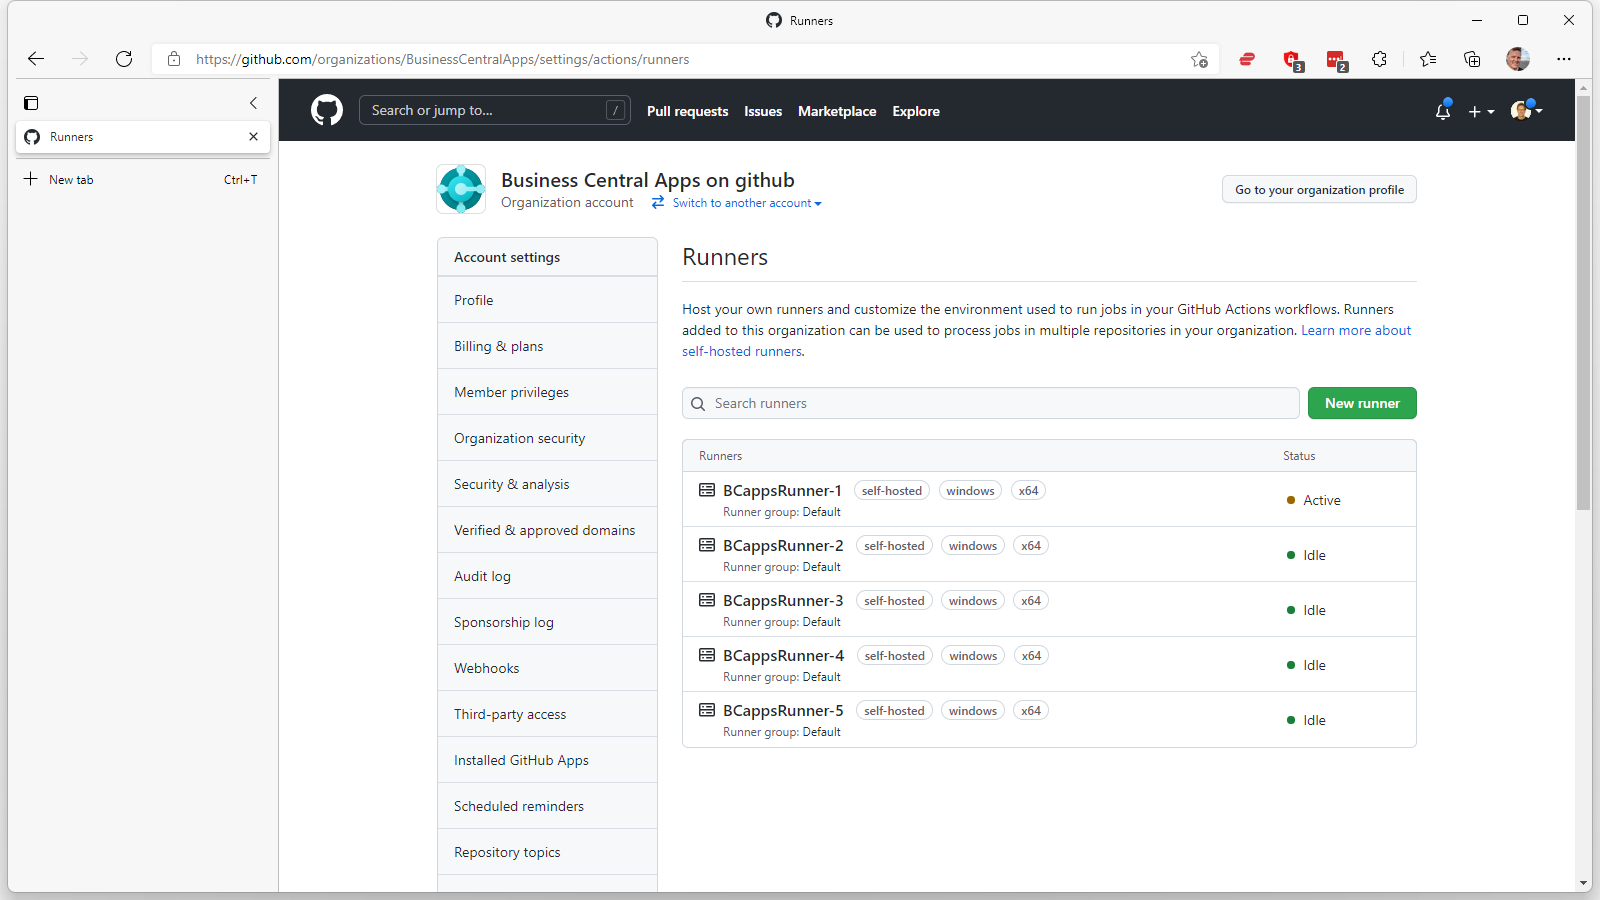 Runners
https://github.com/organizations/BusinessCentralApps/settings/actions/runners
3
2
Runners
New tab Ctrl+T
Search or jump to... /
Pull requests Issues Marketplace Explore
Business Central Apps on github
Organization account Switch to another account
Go to your organization profile
Account settings
Profile
Billing & plans
Member privileges
Organization security
Security & analysis
Verified & approved domains
Audit log
Sponsorship log
Webhooks
Third-party access
Installed GitHub Apps
Scheduled reminders
Repository topics
Runners
Host your own runners and customize the environment used to run jobs in your GitHub Actions workflows. Runners
added to this organization can be used to process jobs in multiple repositories in your organization. Learn more about
self-hosted runners.
Search runners
New runner
Runners Status
BCappsRunner-1 self-hosted windows x64
Runner group: Default
Active
BCappsRunner-2 self-hosted windows x64
Runner group: Default
Idle
BCappsRunner-3 self-hosted windows x64
Runner group: Default
Idle
BCappsRunner-4 self-hosted windows x64
Runner group: Default
Idle
BCappsRunner-5 self-hosted windows x64
Runner group: Default
Idle